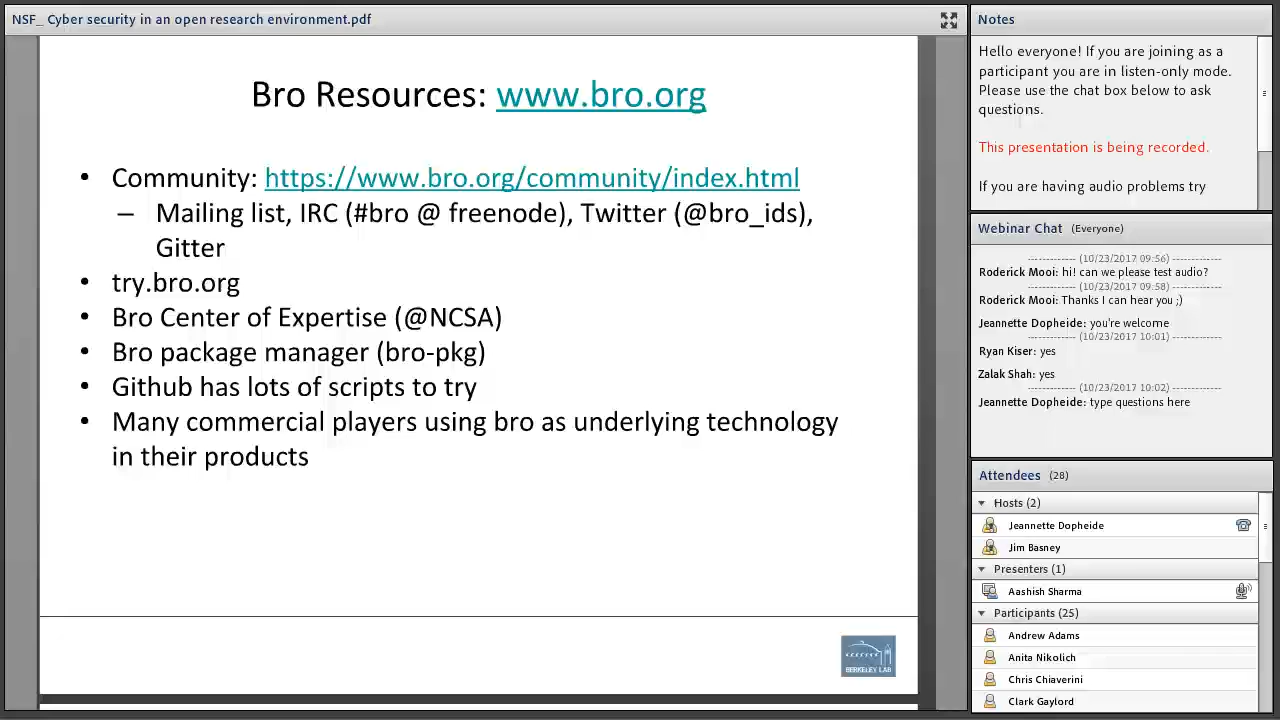 NSF_ Cyber security in an open research environment.pdf
Bro Resources: www.bro.org
• Community: https://www.bro.org/community/index.html
– Mailing list, IRC (#bro @ freenode), Twitter (@bro_ids),
Gitter
• try.bro.org
• Bro Center of Expertise (@NCSA)
• Bro package manager (bro-pkg)
• Github has lots of scripts to try
• Many commercial players using bro as underlying technology
in their products
BERKELEY LAB
Notes
Hello everyone! If you are joining as a
participant you are in listen-only mode.
Please use the chat box below to ask
questions.
This presentation is being recorded.
If you are having audio problems try
Webinar Chat (Everyone)
------------ (10/23/2017 09:56) ------------
Roderick Mooi: hi! can we please test audio?
------------ (10/23/2017 09:58) ------------
Roderick Mooi: Thanks I can hear you ;)
Jeannette Dopheide: you're welcome
------------ (10/23/2017 10:01) ------------
Ryan Kiser: yes
Zalak Shah: yes
------------ (10/23/2017 10:02) ------------
Jeannette Dopheide: type questions here
Attendees (28)
Hosts (2)
Jeannette Dopheide
Jim Basney
Presenters (1)
Aashish Sharma
Participants (25)
Andrew Adams
Anita Nikolich
Chris Chiaverini
Clark Gaylord